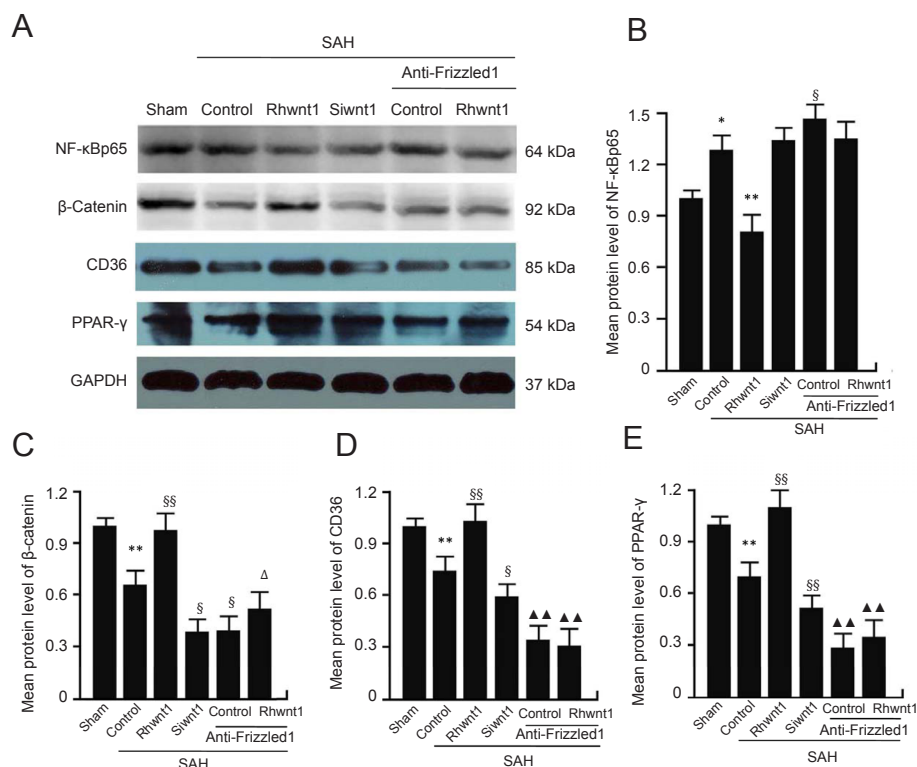 A
SAH
Anti-Frizzled1
Sham Control Rhwnt1 Siwnt1 Control Rhwnt1
NF-κBp65 64 kDa
β-Catenin 92 kDa
CD36 85 kDa
PPAR-γ 54 kDa
GAPDH 37 kDa
B
Mean protein level of NF-κBp65
1.5
1.2
0.9
0.6
0.3
0
*
**
§
Sham Control Rhwnt1 Siwnt1 Control Rhwnt1
Anti-Frizzled1
SAH
C
Mean protein level of β-catenin
1.2
0.9
0.6
0.3
0
**
§§
§
§
Δ
Sham Control Rhwnt1 Siwnt1 Control Rhwnt1
Anti-Frizzled1
SAH
D
Mean protein level of CD36
1.2
0.9
0.6
0.3
0
**
§§
§
▲▲
▲▲
Sham Control Rhwnt1 Siwnt1 Control Rhwnt1
Anti-Frizzled1
SAH
E
Mean protein level of PPAR-γ
1.2
0.9
0.6
0.3
0
**
§§
§§
▲▲
▲▲
Sham Control Rhwnt1 Siwnt1 Control Rhwnt1
Anti-Frizzled1
SAH